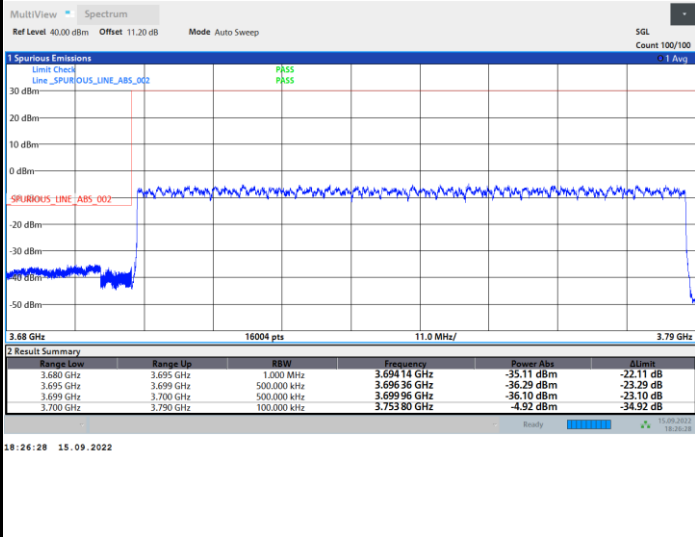 MultiView Spectrum
Ref Level 40.00 dBm Offset 11.20 dB Mode Auto Sweep SGL
Count 100/100
1 Spurious Emissions 1 Avg
Limit Check PASS
Line _SPURIOUS_LINE_ABS_002 PASS
30 dBm
20 dBm
10 dBm
0 dBm
_SPURIOUS_LINE_ABS_002
-20 dBm
-30 dBm
-40 dBm
-50 dBm
3.68 GHz 16004 pts 11.0 MHz/ 3.79 GHz
2 Result Summary
Range Low Range Up RBW Frequency Power Abs ΔLimit
3.680 GHz 3.695 GHz 1.000 MHz 3.694 14 GHz -35.11 dBm -22.11 dB
3.695 GHz 3.699 GHz 500.000 kHz 3.696 36 GHz -36.29 dBm -23.29 dB
3.699 GHz 3.700 GHz 500.000 kHz 3.699 96 GHz -36.10 dBm -23.10 dB
3.700 GHz 3.790 GHz 100.000 kHz 3.753 80 GHz -4.92 dBm -34.92 dB
Ready 15.09.2022
18:26:28
18:26:28 15.09.2022